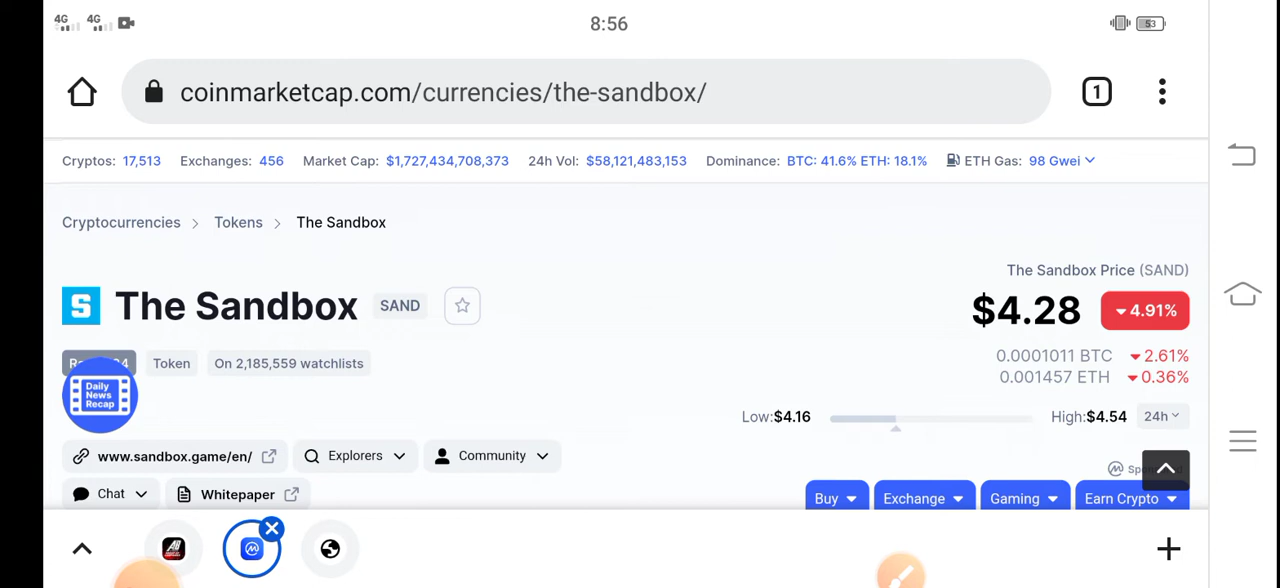 4G 4G 8:56 53
coinmarketcap.com/currencies/the-sandbox/ 1
Cryptos: 17,513 Exchanges: 456 Market Cap: $1,727,434,708,373 24h Vol: $58,121,483,153 Dominance: BTC: 41.6% ETH: 18.1% ETH Gas: 98 Gwei
Cryptocurrencies > Tokens > The Sandbox
The Sandbox Price (SAND)
S The Sandbox SAND $4.28 4.91%
0.0001011 BTC 2.61%
Token On 2,185,559 watchlists
0.001457 ETH 0.36%
Daily
News
Recap
Low:$4.16 High:$4.54 24h
www.sandbox.game/en/ Explorers Community
Chat Whitepaper
Buy Exchange Gaming Earn Crypto